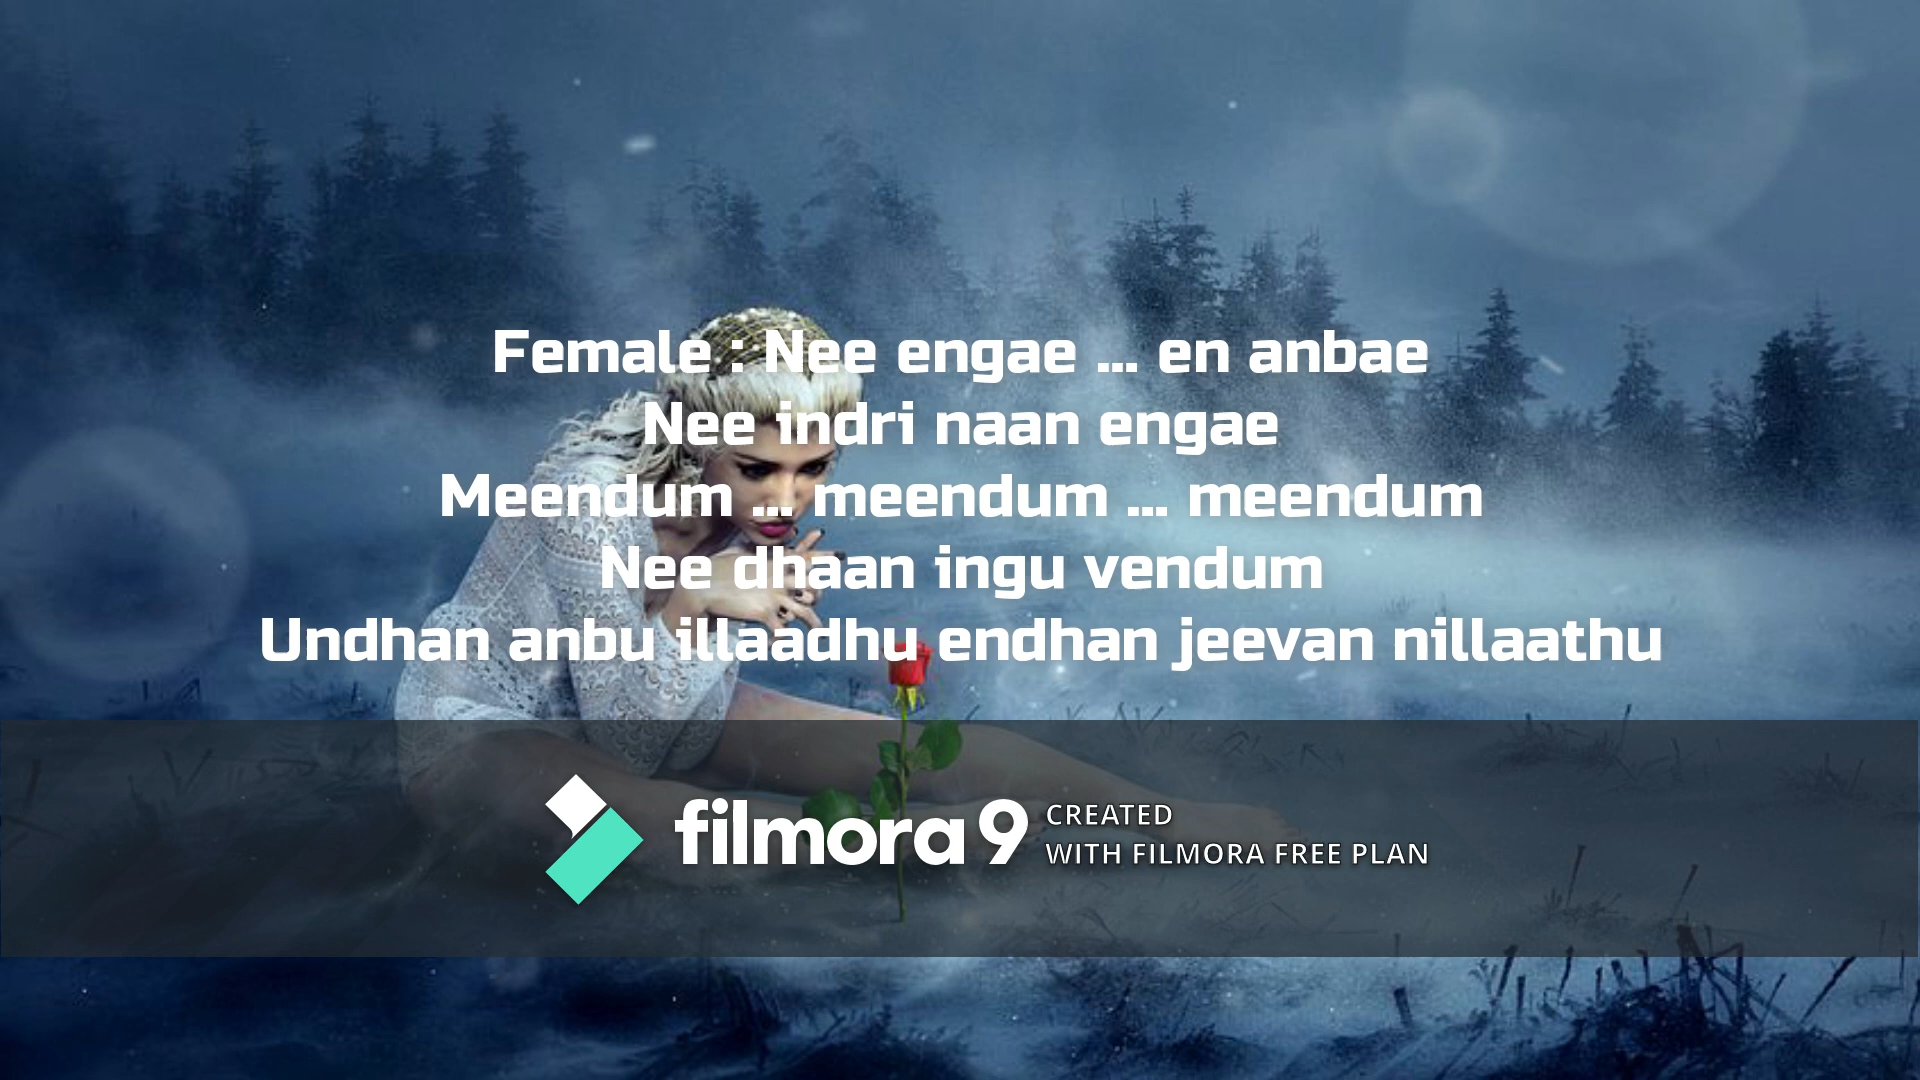 Female : Nee engae ... en anbae
Nee indri naan engae
Meendum ... meendum ... meendum
Nee dhaan ingu vendum
Undhan anbu illaadhu endhan jeevan nillaathu
filmora 9 CREATED
WITH FILMORA FREE PLAN